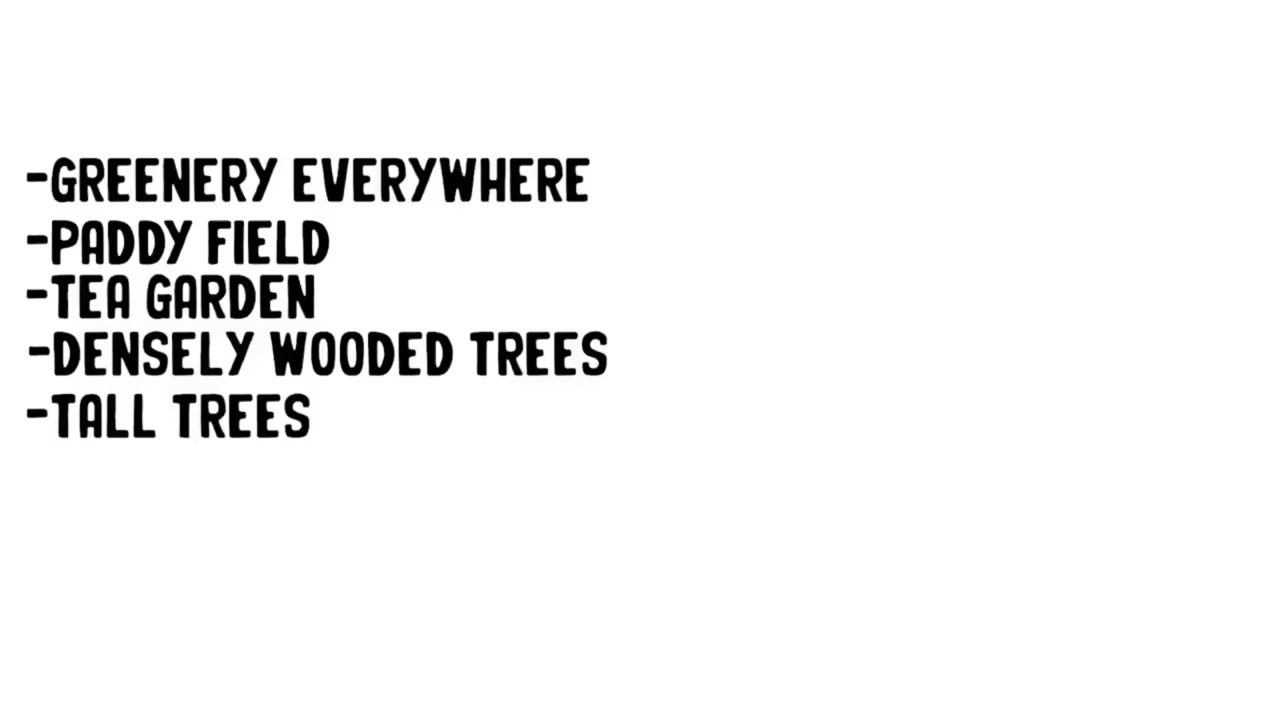 -GREENERY EVERYWHERE
-PADDY FIELD
-TEA GARDEN
-DENSELY WOODED TREES
-TALL TREES